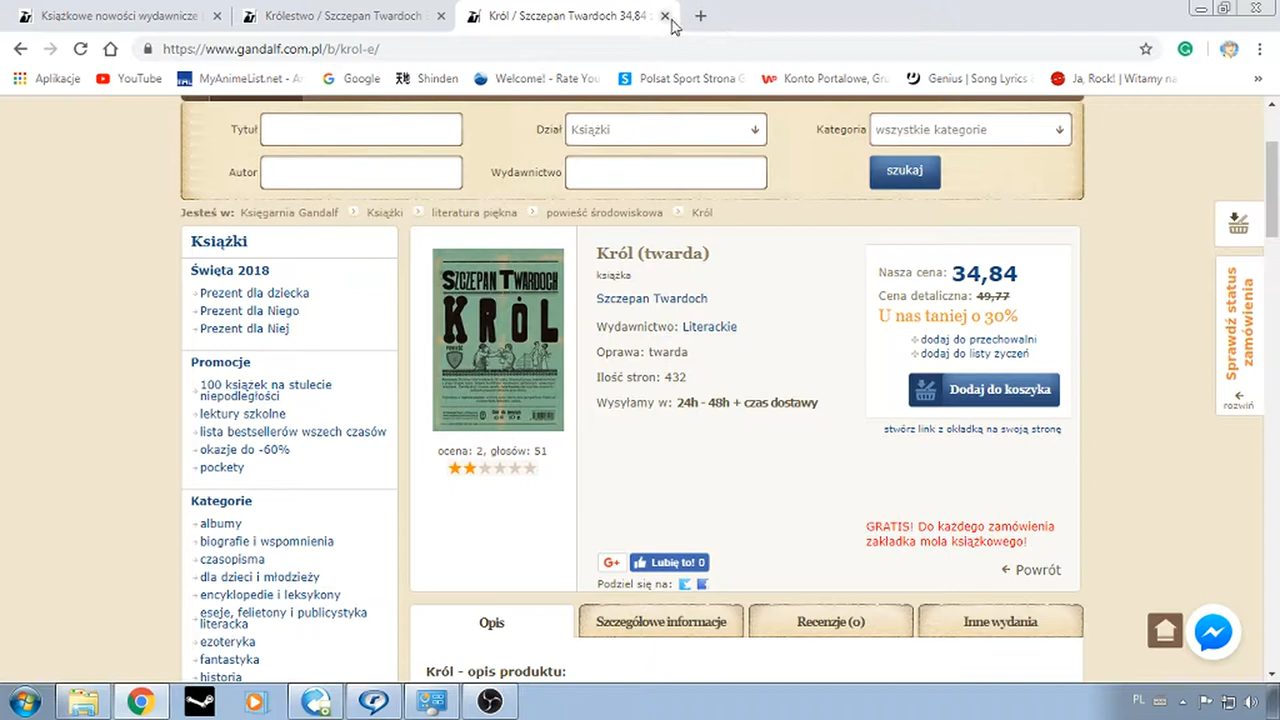 Książkowe nowości wydawnicze
Królestwo / Szczepan Twardoch
Król / Szczepan Twardoch 34,84
https://www.gandalf.com.pl/b/krol-e/
Aplikacje
YouTube
MyAnimeList.net - A
Google
Shinden
Welcome! - Rate You
Polsat Sport Strona G
Konto Portalowe, Gr
Genius | Song Lyrics
Ja, Rock! | Witamy na
Tytuł
Dział
Książki
Kategoria
wszystkie kategorie
Autor
Wydawnictwo
szukaj
Jesteś w: Księgarnia Gandalf Książki literatura piękna powieść środowiskowa Król
Książki
Święta 2018
Prezent dla dziecka
Prezent dla Niego
Prezent dla Niej
Promocje
100 książek na stulecie
niepodległości
lektury szkolne
lista bestsellerów wszech czasów
okazje do -60%
pockety
Kategorie
albumy
biografie i wspomnienia
czasopisma
dla dzieci i młodzieży
encyklopedie i leksykony
eseje, felietony i publicystyka
literacka
ezoteryka
fantastyka
historia
SZCZEPAN TWARDOCH
KRÓL
POWIEŚĆ
ocena: 2, głosów: 51
Król (twarda)
książka
Szczepan Twardoch
Wydawnictwo: Literackie
Oprawa: twarda
Ilość stron: 432
Wysyłamy w: 24h - 48h + czas dostawy
Nasza cena: 34,84
Cena detaliczna: 49,77
U nas taniej o 30%
dodaj do przechowalni
dodaj do listy życzeń
Dodaj do koszyka
stwórz link z okładką na swoją stronę
GRATIS! Do każdego zamówienia
zakładka mola książkowego!
G+
Lubię to! 0
Podziel się na:
Powrót
Opis
Szczegółowe informacje
Recenzje (0)
Inne wydania
Król - opis produktu:
Sprawdź status
zamówienia
rozwiń
PL